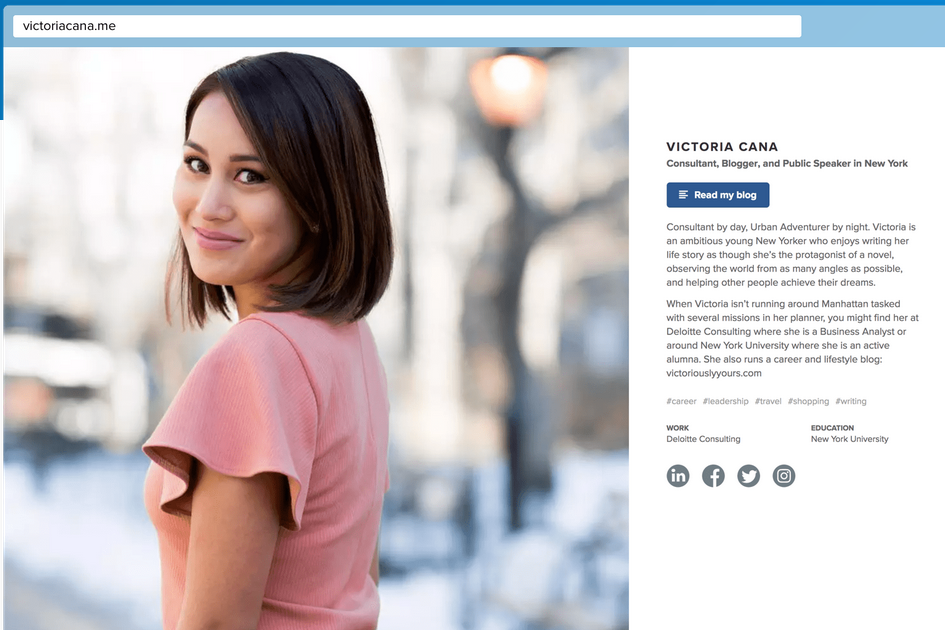 victoriacana.me
VICTORIA CANA
Consultant, Blogger, and Public Speaker in New York
Read my blog
Consultant by day, Urban Adventurer by night. Victoria is
an ambitious young New Yorker who enjoys writing her
life story as though she's the protagonist of a novel,
observing the world from as many angles as possible,
and helping other people achieve their dreams.
When Victoria isn't running around Manhattan tasked
with several missions in her planner, you might find her at
Deloitte Consulting where she is a Business Analyst or
around New York University where she is an active
alumna. She also runs a career and lifestyle blog:
victoriouslyyours.com
#career #leadership #travel #shopping #writing
WORK EDUCATION
Deloitte Consulting New York University
in f